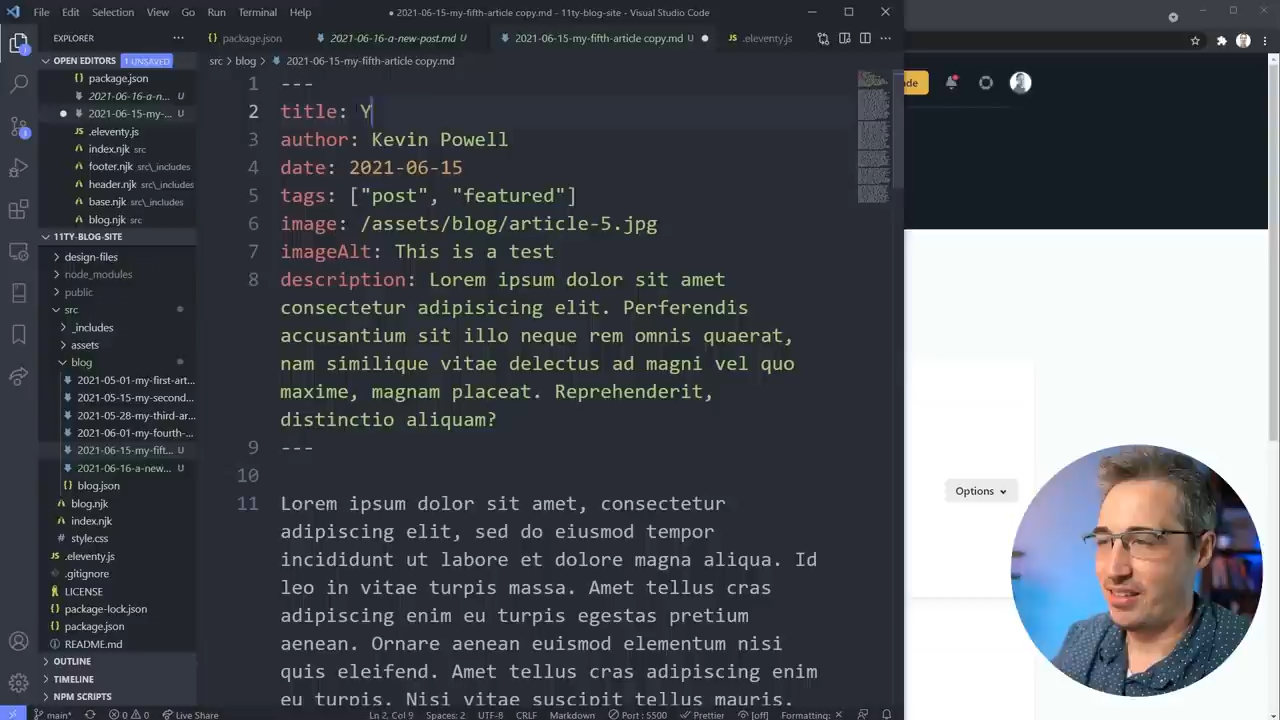 File Edit Selection View Go Run Terminal Help
● 2021-06-15-my-fifth-article copy.md - 11ty-blog-site - Visual Studio Code
EXPLORER
OPEN EDITORS 1 UNSAVED
package.json
2021-06-16-a-n... U
2021-06-15-my-... U
.eleventy.js
index.njk src
footer.njk src\_includes
header.njk src\_includes
base.njk src\_includes
blog.njk src
11TY-BLOG-SITE
design-files
node_modules
public
src
_includes
assets
blog
2021-05-01-my-first-art...
2021-05-15-my-second...
2021-05-28-my-third-ar...
2021-06-01-my-fourth-...
2021-06-15-my-fift... U
2021-06-16-a-new... U
blog.json
blog.njk
index.njk
style.css
.eleventy.js
.gitignore
LICENSE
package-lock.json
package.json
README.md
OUTLINE
TIMELINE
NPM SCRIPTS
package.json
2021-06-16-a-new-post.md U
2021-06-15-my-fifth-article copy.md U
.eleventy.js
src > blog > 2021-06-15-my-fifth-article copy.md
1 ---
2 title: Y
3 author: Kevin Powell
4 date: 2021-06-15
5 tags: ["post", "featured"]
6 image: /assets/blog/article-5.jpg
7 imageAlt: This is a test
8 description: Lorem ipsum dolor sit amet
consectetur adipisicing elit. Perferendis
accusantium sit illo neque rem omnis quaerat,
nam similique vitae delectus ad magni vel quo
maxime, magnam placeat. Reprehenderit,
distinctio aliquam?
9 ---
10
11 Lorem ipsum dolor sit amet, consectetur
adipiscing elit, sed do eiusmod tempor
incididunt ut labore et dolore magna aliqua. Id
leo in vitae turpis massa. Amet tellus cras
adipiscing enim eu turpis egestas pretium
aenean. Ornare aenean euismod elementum nisi
quis eleifend. Amet tellus cras adipiscing enim
eu turpis. Nisi vitae suscipit tellus mauris.
Options
main* 0 0 Live Share
Ln 2, Col 9 Spaces: 2 UTF-8 CRLF Markdown Port : 5500 Prettier [off] Formatting: ×